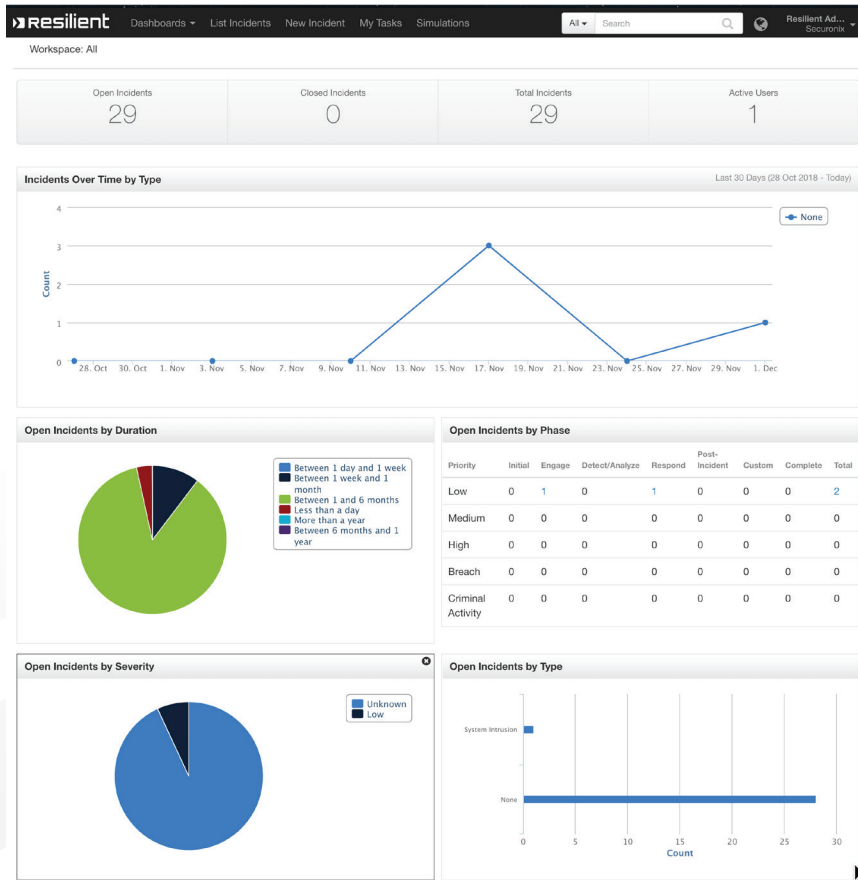 Resilient
Dashboards List Incidents New Incident My Tasks Simulations All Search Resilient Ad...
Securonix
Workspace: All
Open Incidents Closed Incidents Total Incidents Active Users
29 0 29 1
Incidents Over Time by Type Last 30 Days (28 Oct 2018 - Today)
4
3
2
1
0
Count
None
28. Oct 30. Oct 1. Nov 3. Nov 5. Nov 7. Nov 9. Nov 11. Nov 13. Nov 15. Nov 17. Nov 19. Nov 21. Nov 23. Nov 25. Nov 27. Nov 29. Nov 1. Dec
Open Incidents by Duration
Between 1 day and 1 week
Between 1 week and 1
month
Between 1 and 6 months
Less than a day
More than a year
Between 6 months and 1
year
Open Incidents by Phase
Priority Initial Engage Detect/Analyze Respond Post-
Incident Custom Complete Total
Low 0 1 0 1 0 0 0 2
Medium 0 0 0 0 0 0 0 0
High 0 0 0 0 0 0 0 0
Breach 0 0 0 0 0 0 0 0
Criminal
Activity 0 0 0 0 0 0 0 0
Open Incidents by Severity
Unknown
Low
Open Incidents by Type
System Intrusion
None
0 5 10 15 20 25 30
Count